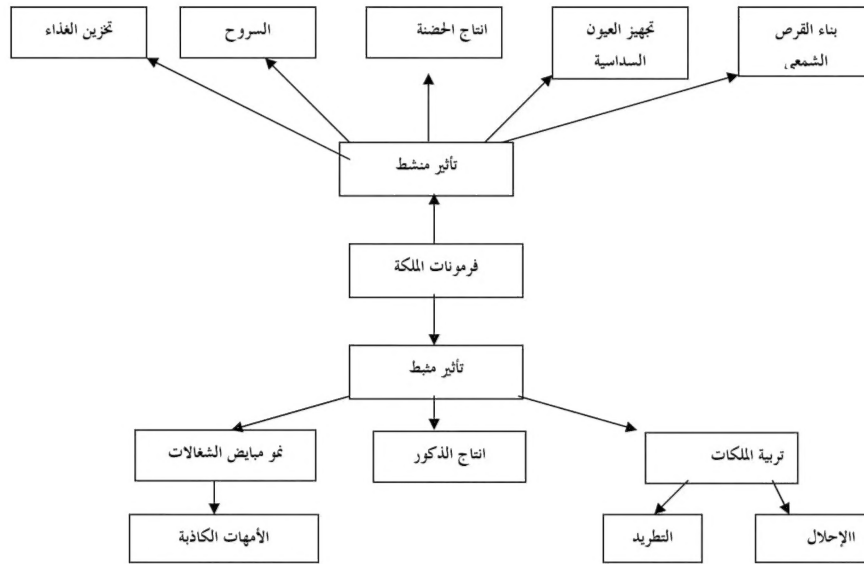 بناء القرص
الشمعي
تجهيز العيون
السداسية
انتاج الحضنة
السروح
تخزين الغذاء
تأثير منشط
فرمونات الملكة
تأثير مثبط
تربية الملكات
انتاج الذكور
نمو مبايض الشغالات
االإحلال
التطريد
الأمهات الكاذبة